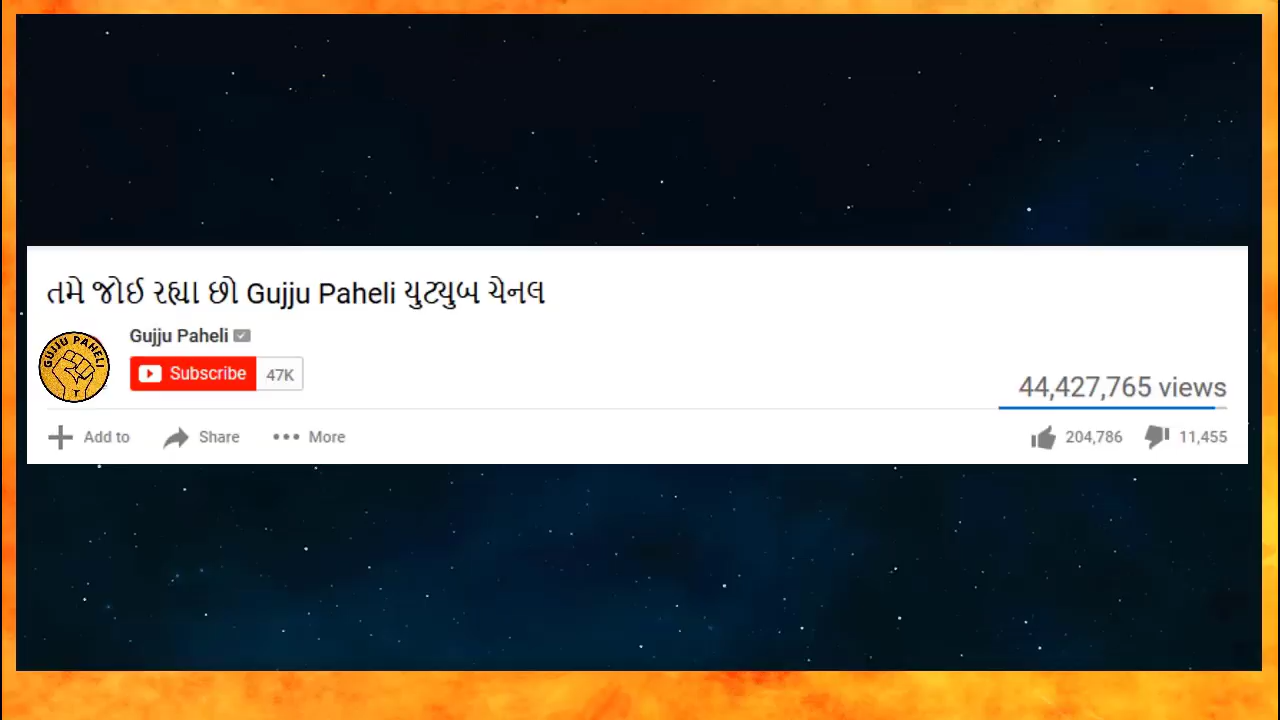 તમે જોઈ રહ્યા છો Gujju Paheli યુટ્યુબ ચેનલ
GUJJU PAHELI
Gujju Paheli
Subscribe 47K
44,427,765 views
Add to Share More
204,786 11,455